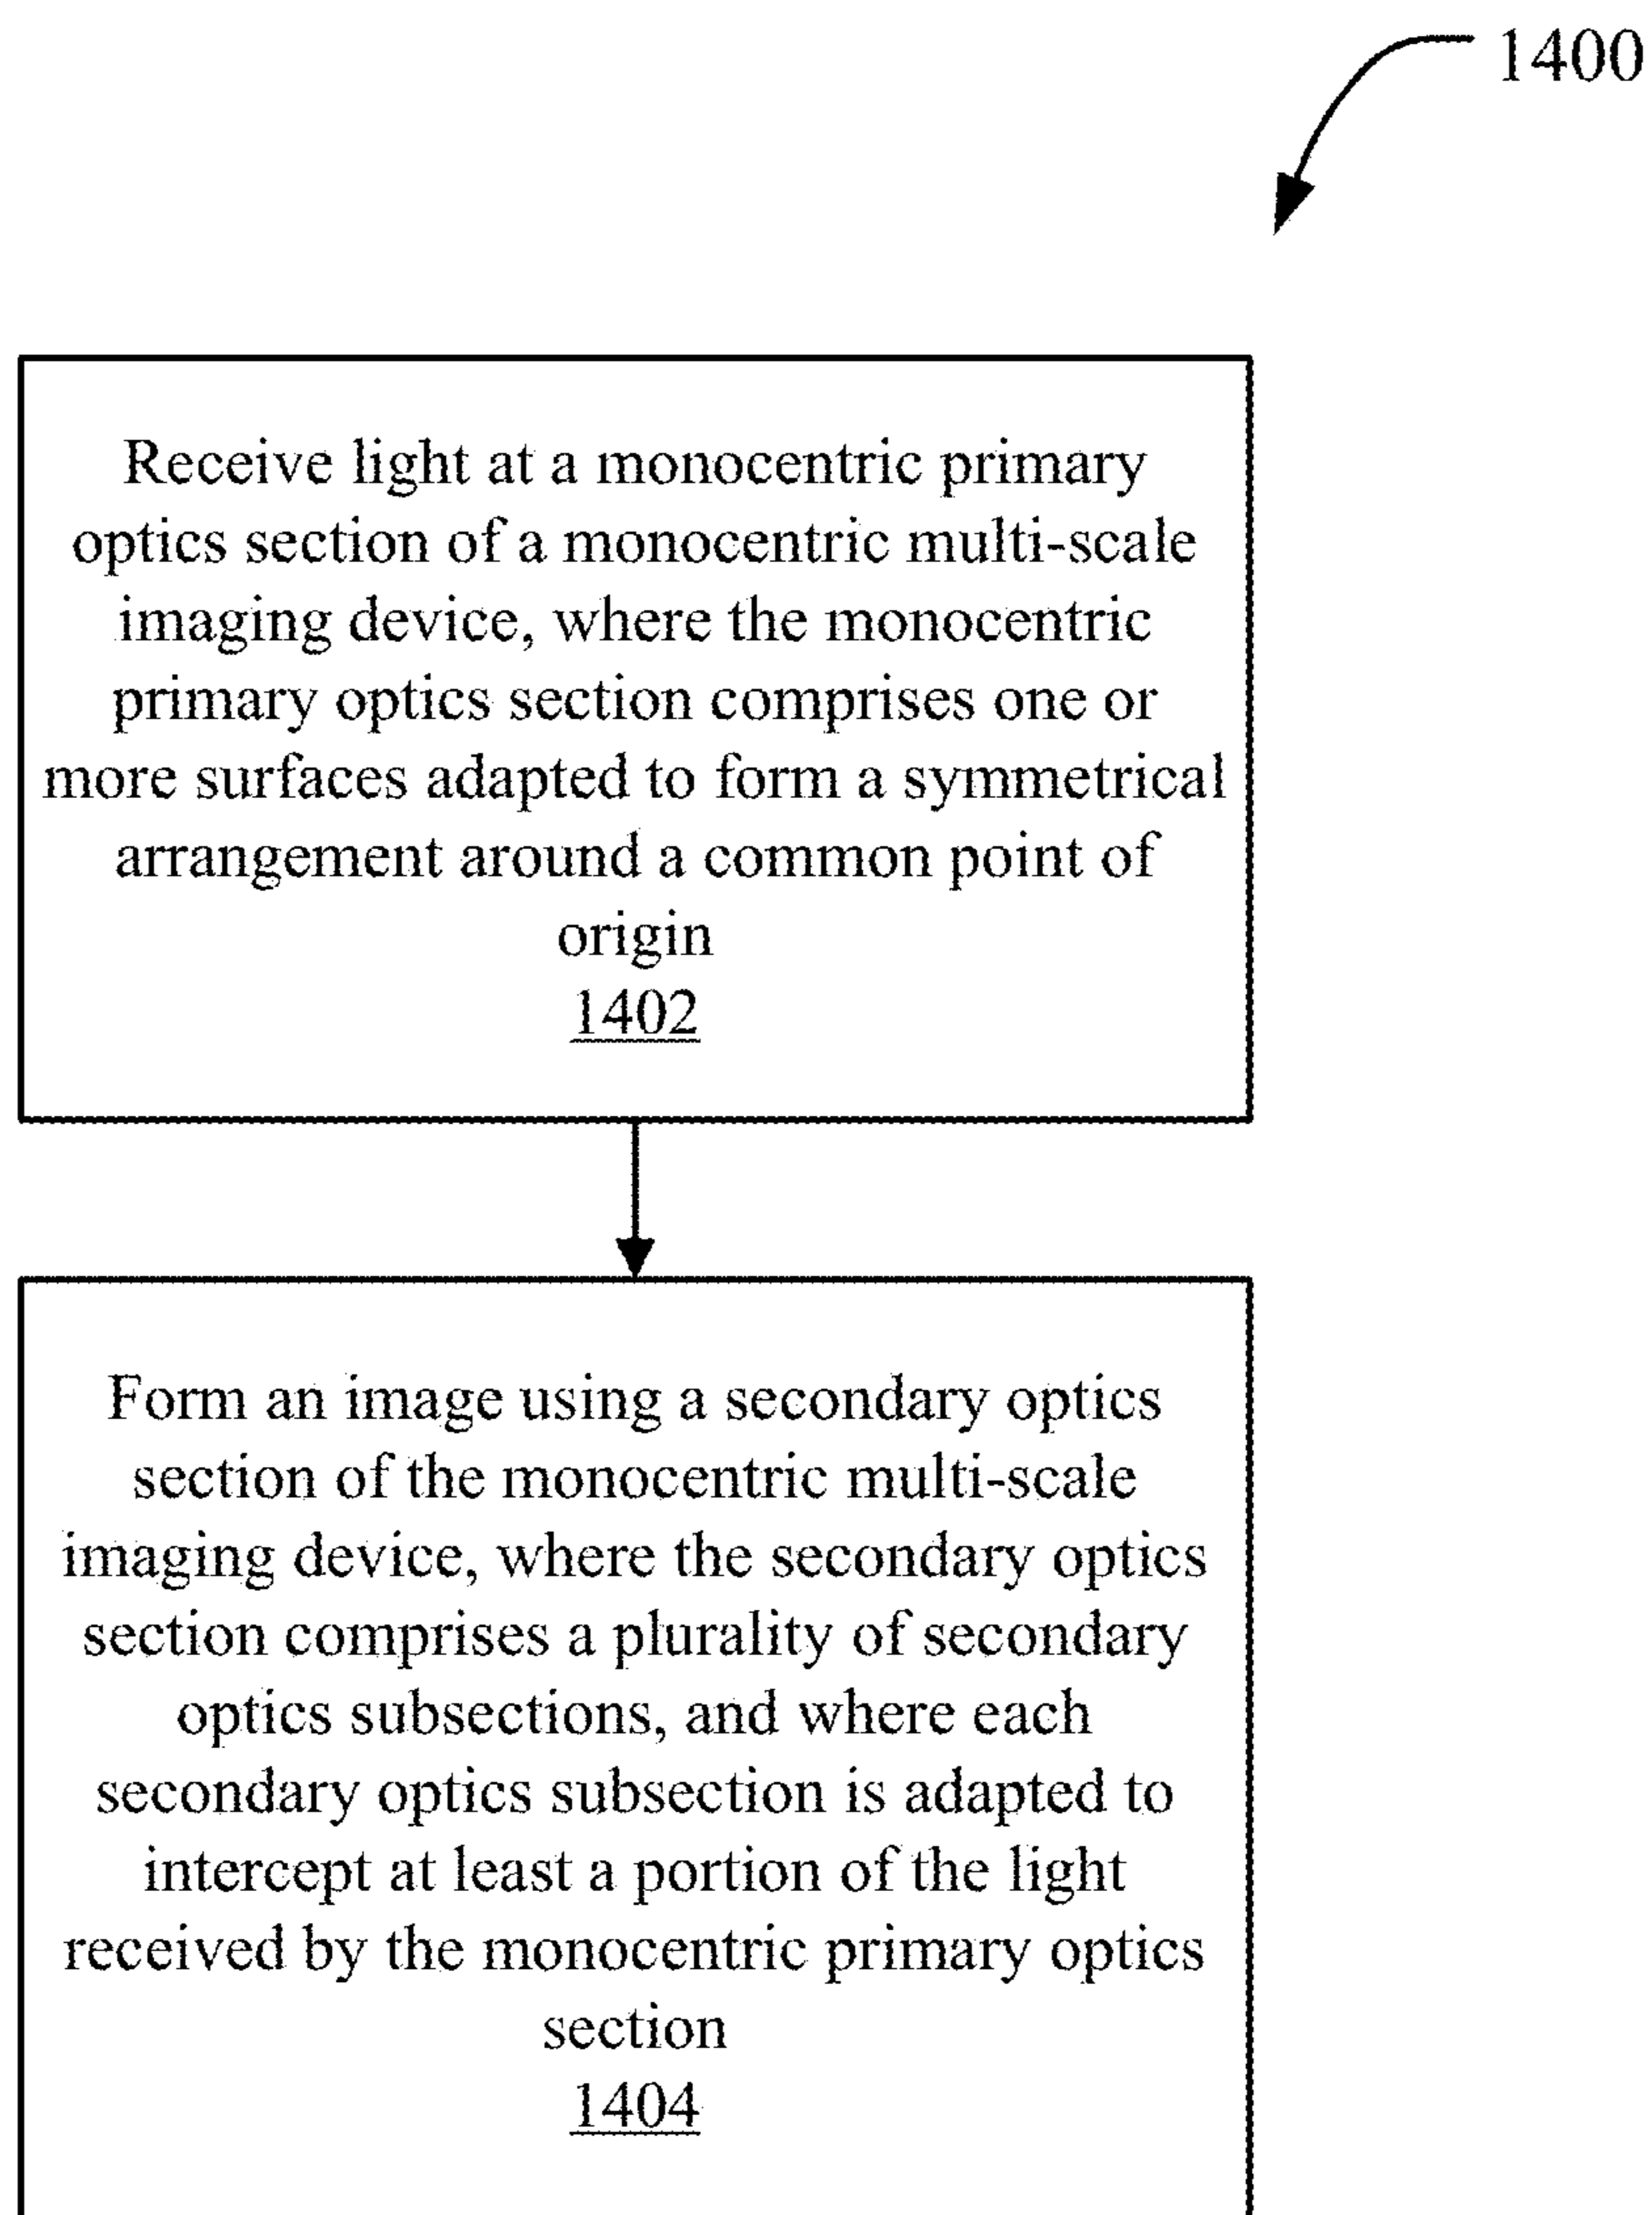 1400
Receive light at a monocentric primary
optics section of a monocentric multi-scale
imaging device, where the monocentric
primary optics section comprises one or
more surfaces adapted to form a symmetrical
arrangement around a common point of
origin
1402
Form an image using a secondary optics
section of the monocentric multi-scale
imaging device, where the secondary optics
section comprises a plurality of secondary
optics subsections, and where each
secondary optics subsection is adapted to
intercept at least a portion of the light
received by the monocentric primary optics
section
1404